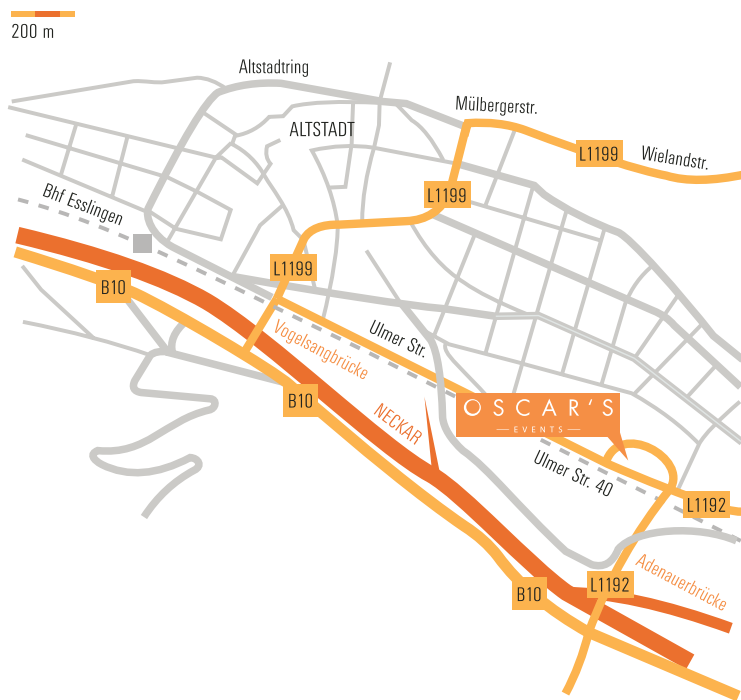 200 m
Altstadtring
Mülbergerstr.
ALTSTADT
L1199
Wielandstr.
Bhf Esslingen
L1199
L1199
B10
Vogelsangbrücke
Ulmer Str.
B10
NECKAR
OSCAR'S
EVENTS
Ulmer Str. 40
L1192
Adenauerbrücke
L1192
B10